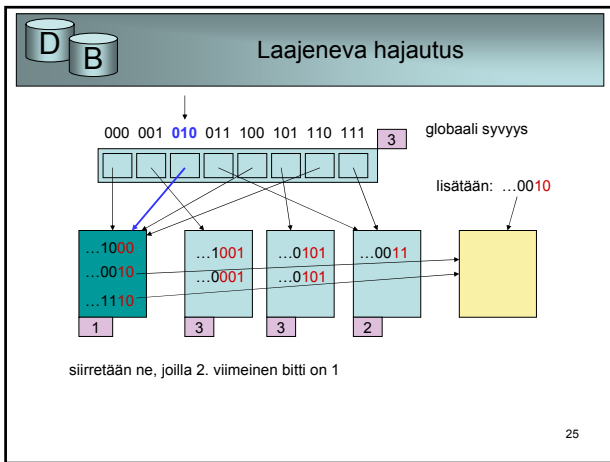 D
B
Laajeneva hajautus
000 001 010 011 100 101 110 111
3
globaali syvyys
lisätään: …0010
…1000
…0010
…1110
1
…1001
…0001
3
…0101
…0101
3
…0011
2
siirretään ne, joilla 2. viimeinen bitti on 1
25